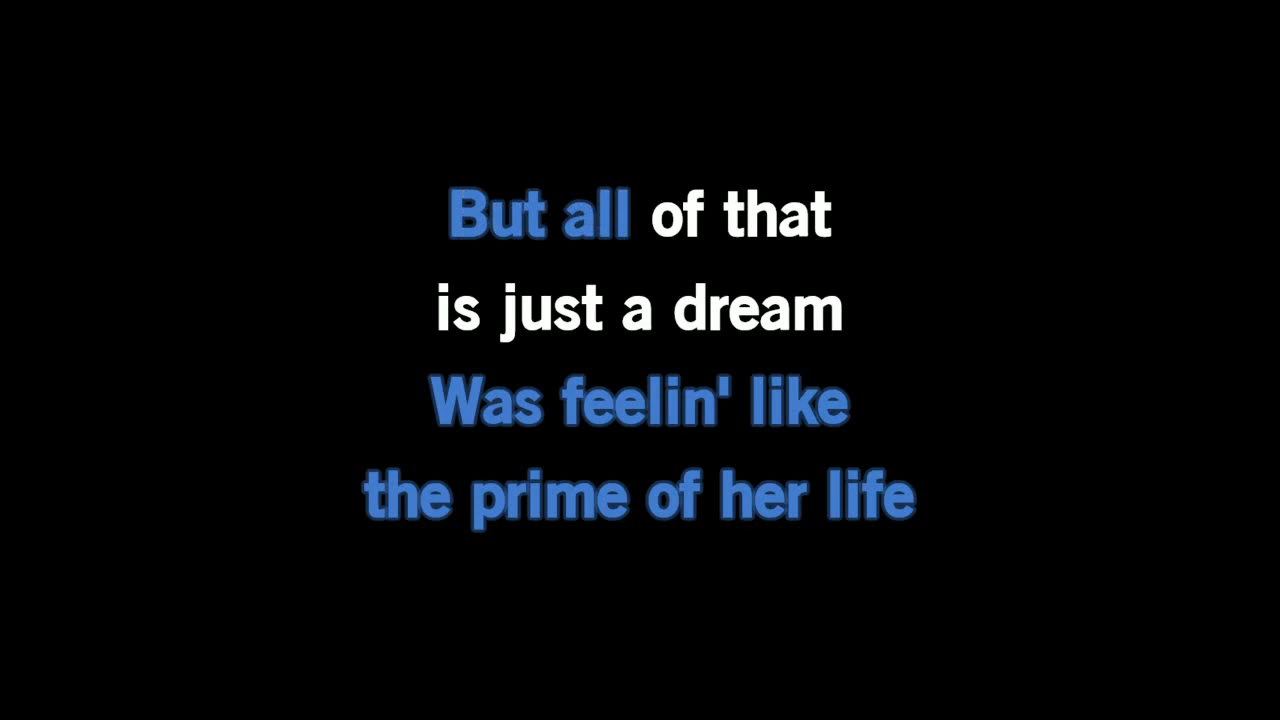 But all of that
is just a dream
Was feelin' like
the prime of her life